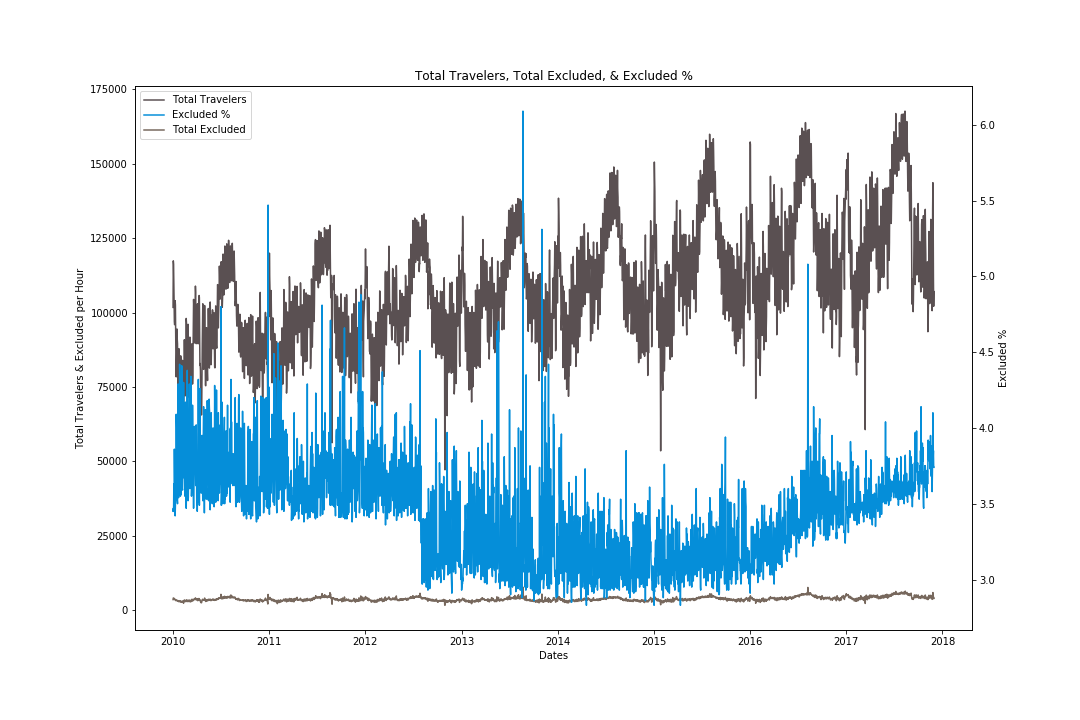 Total Travelers, Total Excluded, & Excluded %
Total Travelers
Excluded %
Total Excluded
175000
150000
125000
100000
75000
50000
25000
0
Total Travelers & Excluded per Hour
6.0
5.5
5.0
4.5
4.0
3.5
3.0
Excluded %
2010 2011 2012 2013 2014 2015 2016 2017 2018
Dates